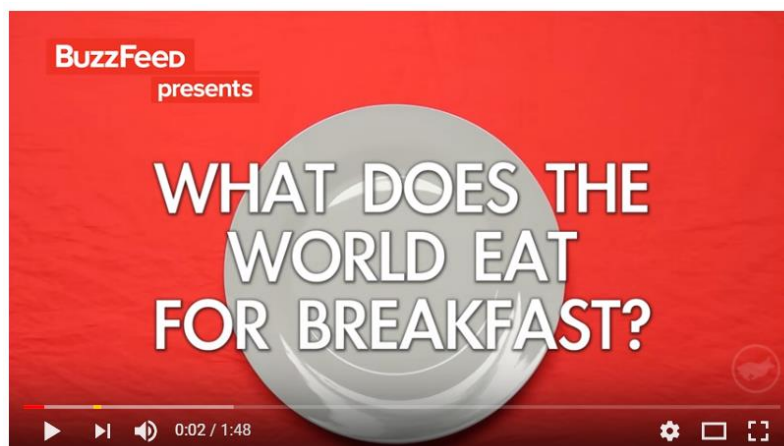 BuzzFeed
presents
WHAT DOES THE
WORLD EAT
FOR BREAKFAST?
0:02 / 1:48